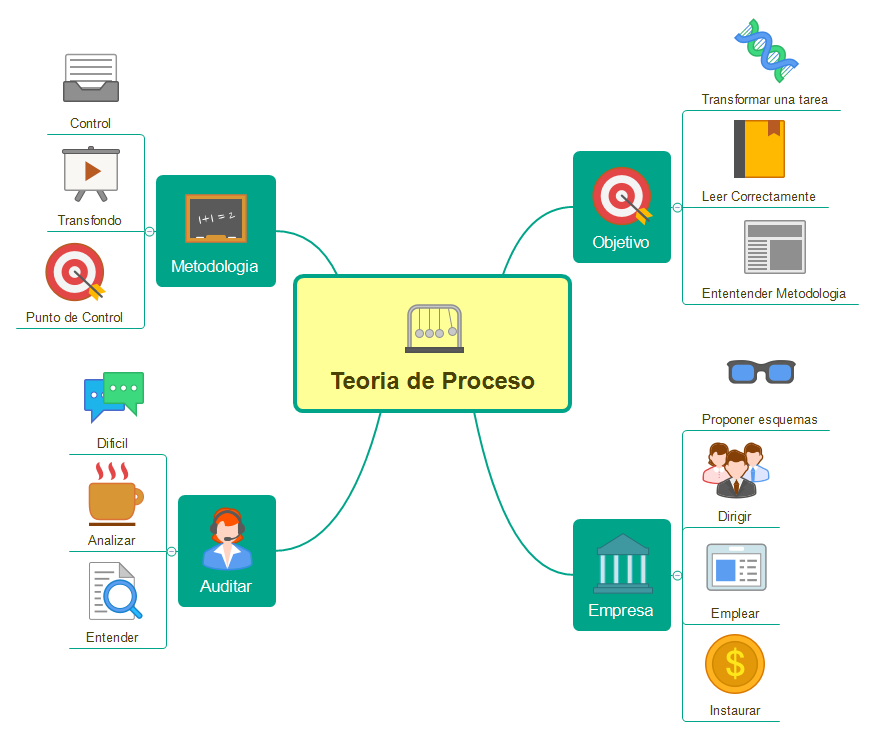 Teoria de Proceso
Objetivo
Transformar una tarea
Leer Correctamente
Ententender Metodologia
Empresa
Proponer esquemas
Dirigir
Emplear
Instaurar
$
Metodologia
1+1=2
Control
Transfondo
Punto de Control
Auditar
Dificil
Analizar
Entender